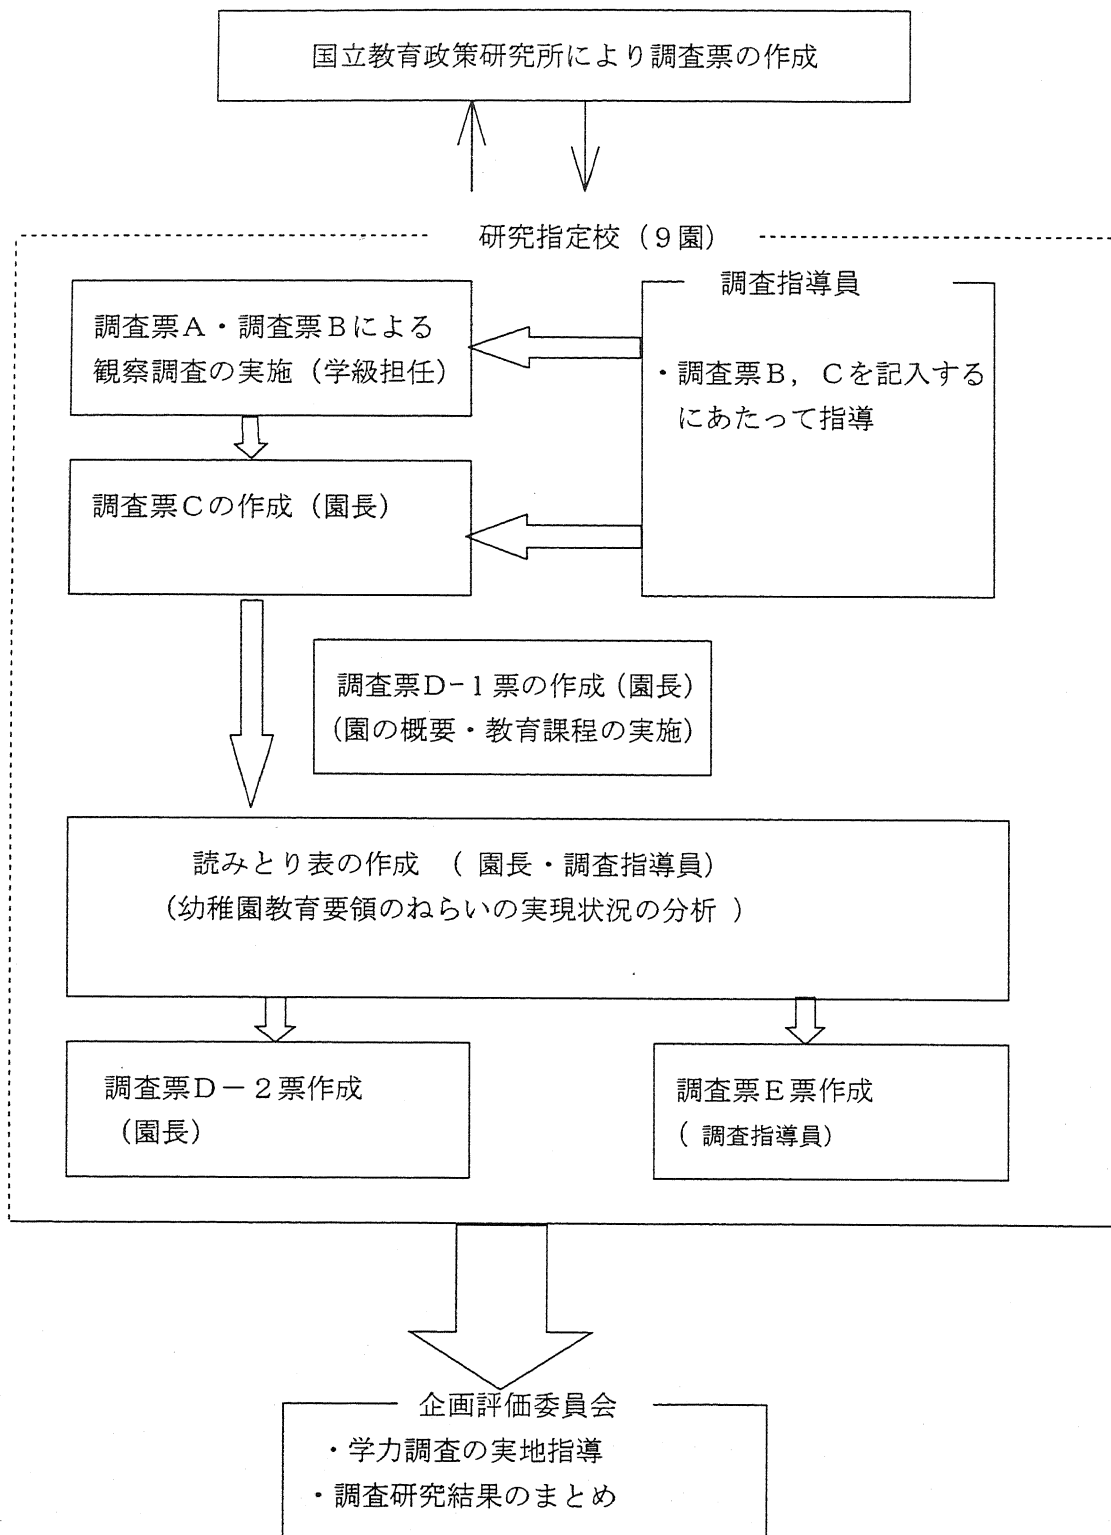 国立教育政策研究所により調査票の作成
研究指定校（９園）
調査指導員
調査票Ａ・調査票Ｂによる
観察調査の実施（学級担任）
・調査票Ｂ，Ｃを記入する
にあたって指導
調査票Ｃの作成（園長）
調査票Ｄ-１票の作成（園長）
（園の概要・教育課程の実施）
読みとり表の作成 （ 園長・調査指導員）
（幼稚園教育要領のねらいの実現状況の分析 ）
調査票Ｄ－２票作成
（園長）
調査票Ｅ票作成
（ 調査指導員）
企画評価委員会
・学力調査の実地指導
・調査研究結果のまとめ